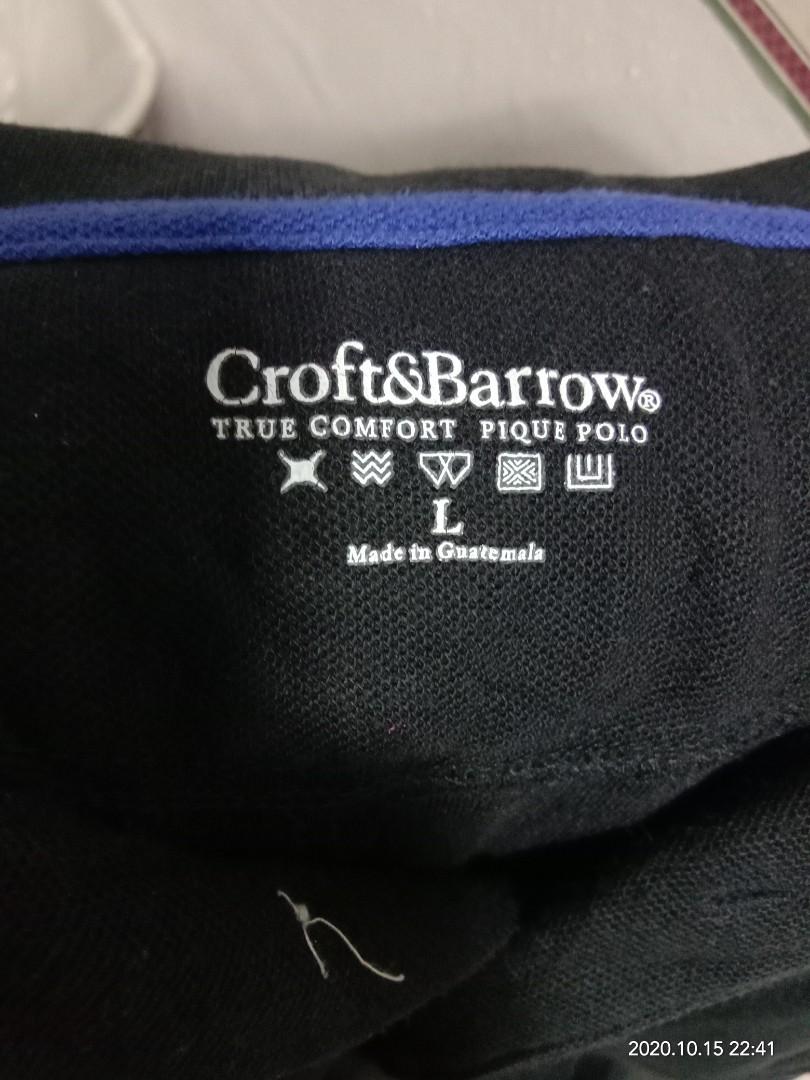 Croft&Barrow®
TRUE COMFORT PIQUE POLO
L
Made in Guatemala
2020.10.15 22:41